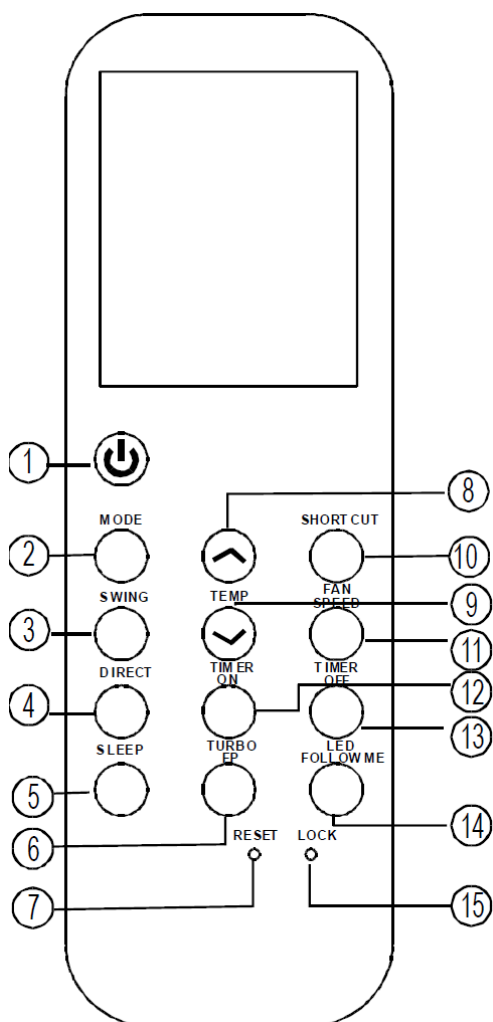 1
8
MODE
SHORT CUT
2
10
SWING
TEMP
FAN
SPEED
9
3
11
DIRECT
TIMER
ON
TIMER
OFF
12
4
13
SLEEP
TURBO
FP
LED
FOLLOW ME
5
14
6
RESET
LOCK
7
15